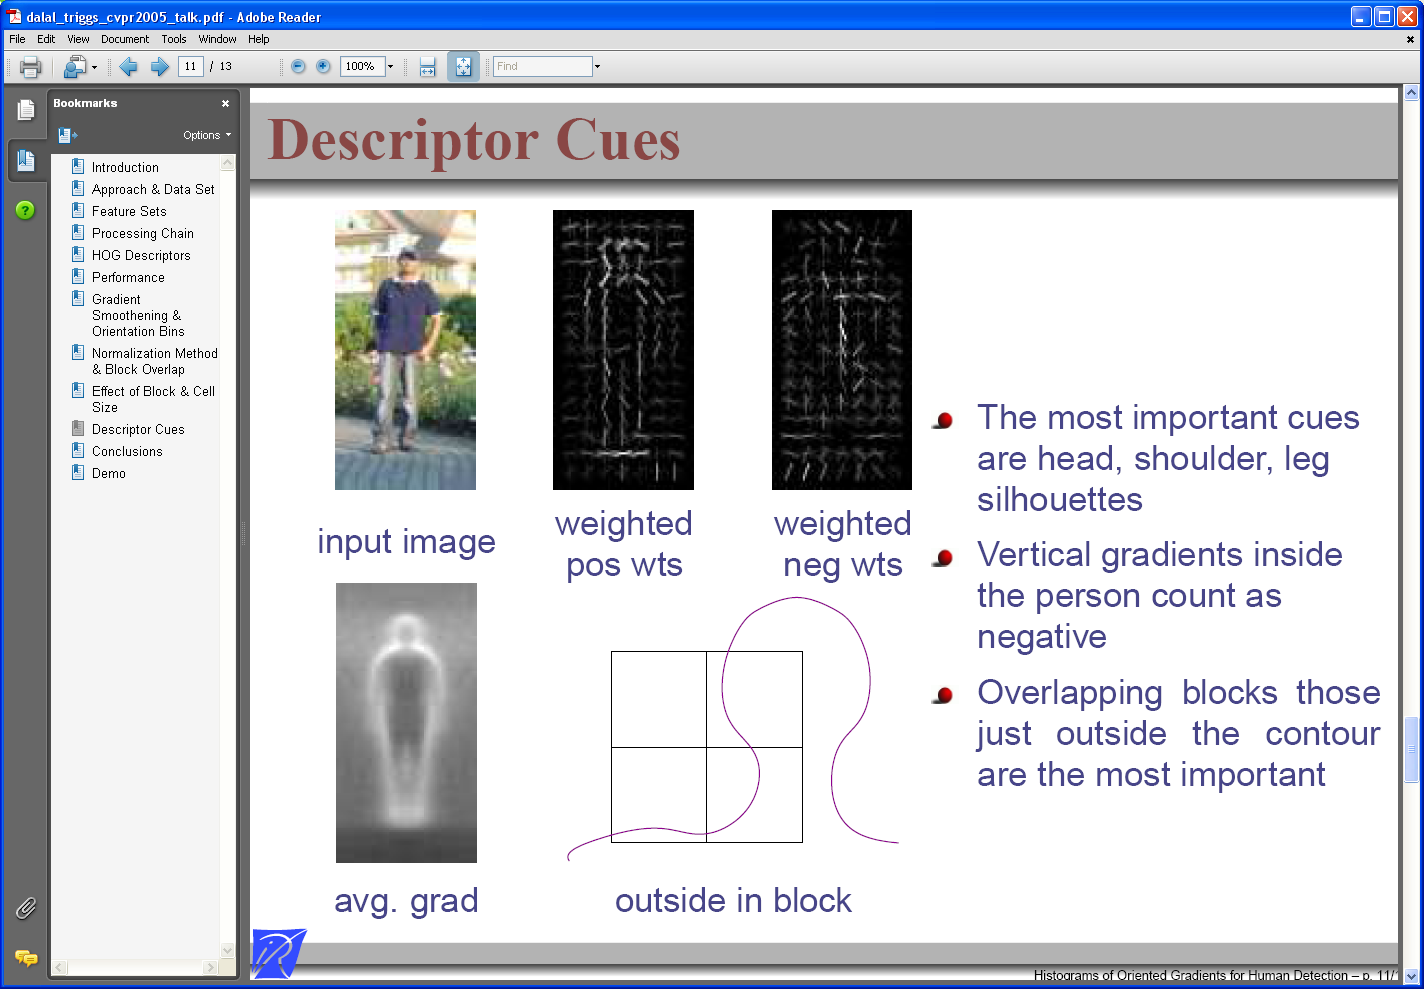 dalal_triggs_cvpr2005_talk.pdf - Adobe Reader
File Edit View Document Tools Window Help
11 / 13 100% Find
Bookmarks
Options
Introduction
Approach & Data Set
Feature Sets
Processing Chain
HOG Descriptors
Performance
Gradient
Smoothening &
Orientation Bins
Normalization Method
& Block Overlap
Effect of Block & Cell
Size
Descriptor Cues
Conclusions
Demo
Descriptor Cues
input image
weighted
pos wts
weighted
neg wts
avg. grad
outside in block
The most important cues
are head, shoulder, leg
silhouettes
Vertical gradients inside
the person count as
negative
Overlapping blocks those
just outside the contour
are the most important
Histograms of Oriented Gradients for Human Detection – p. 11/